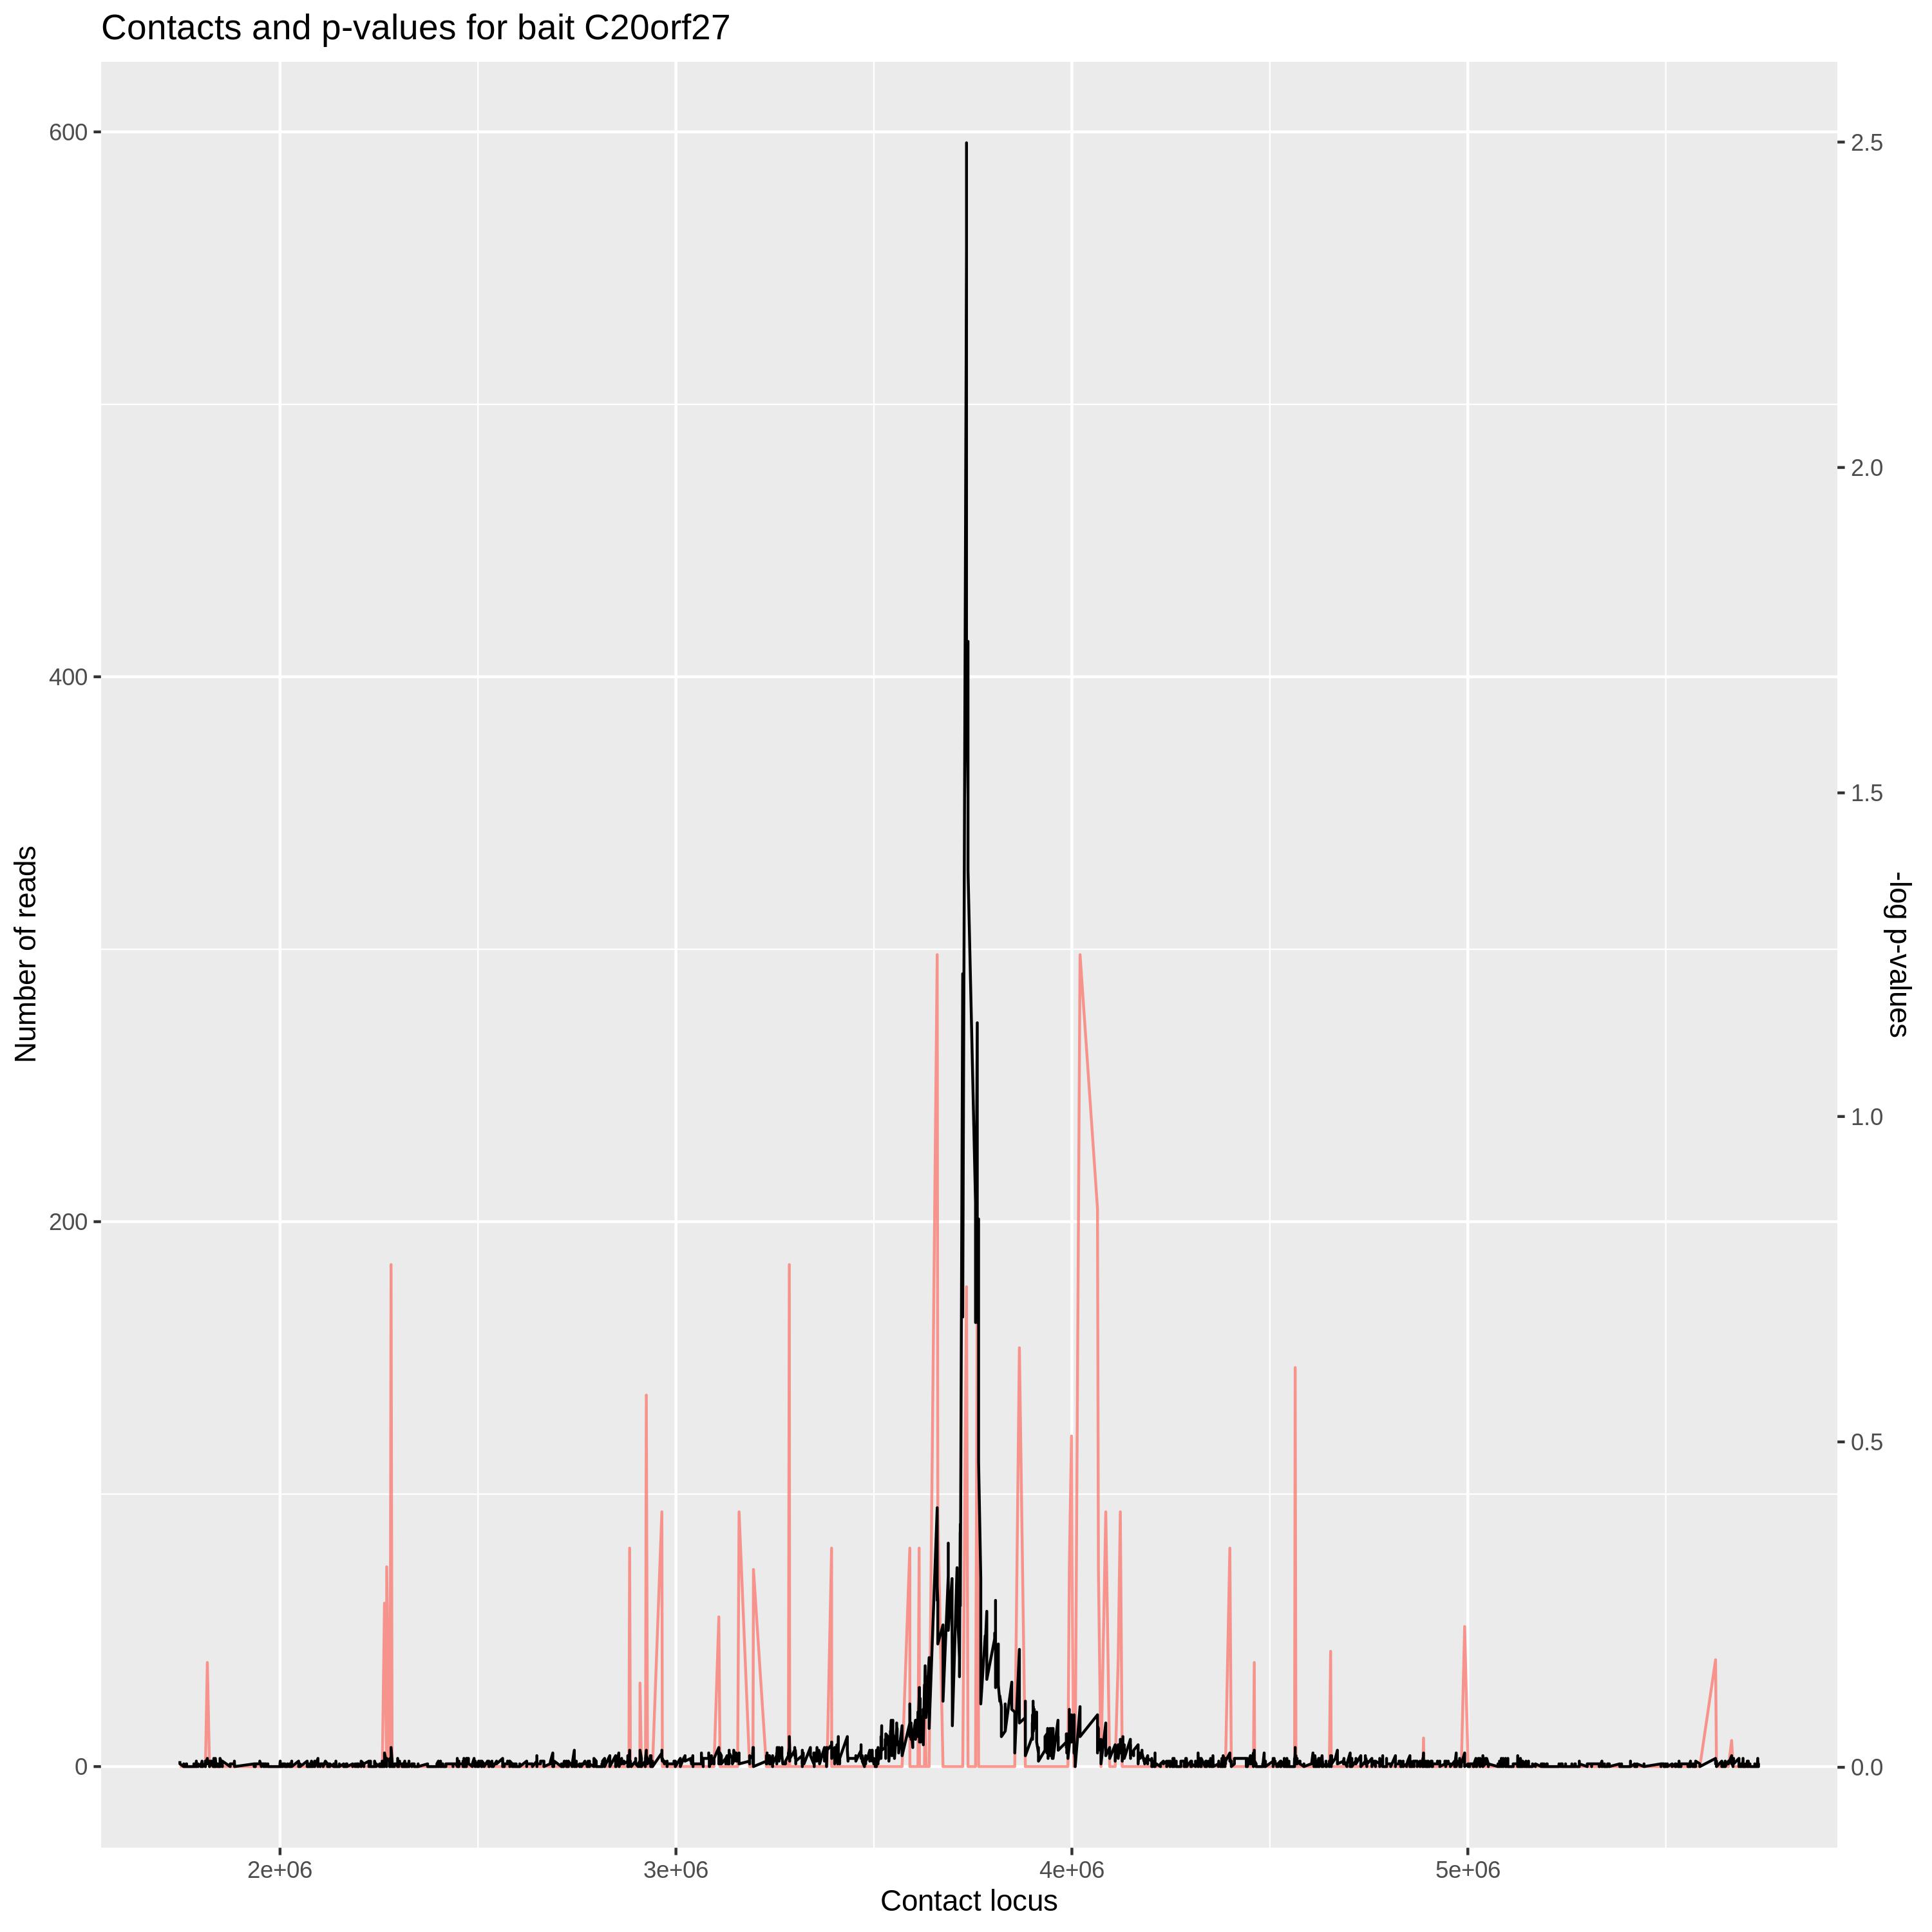 Contacts and p-values for bait C20orf27
600
400
200
0
Number of reads
2.5
2.0
1.5
1.0
0.5
0.0
-log p-values
2e+06 3e+06 4e+06 5e+06
Contact locus